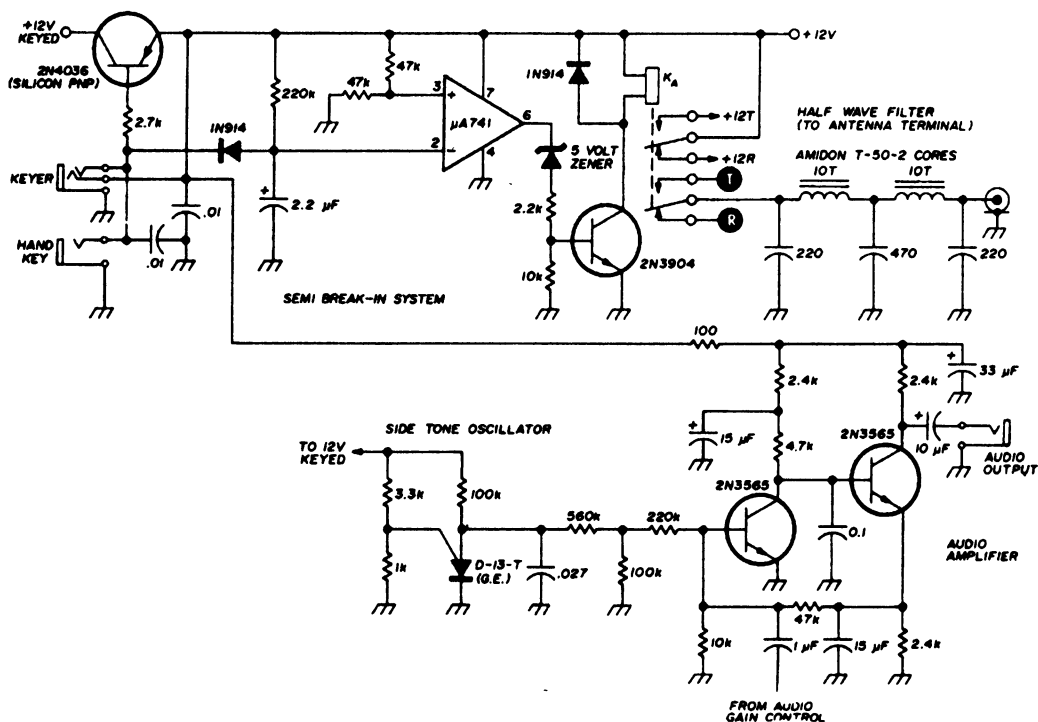 +12V
KEYED
2N4036
(SILICON PNP)
2.7k
1N914
220k
47k
47k
3
+
2
-
μA741
7
4
6
5 VOLT
ZENER
1N914
KA
+12V
+12T
+12R
T
R
HALF WAVE FILTER
(TO ANTENNA TERMINAL)
AMIDON T-50-2 CORES
10T
10T
KEYER
.01
+
2.2 μF
2.2k
10k
2N3904
220
470
220
HAND
KEY
.01
SEMI BREAK-IN SYSTEM
100
2.4k
2.4k
+
33 μF
SIDE TONE OSCILLATOR
+
15 μF
4.7k
2N3565
+
10 μF
AUDIO
OUTPUT
TO 12V
KEYED
3.3k
100k
560k
220k
2N3565
0.1
AUDIO
AMPLIFIER
1k
D-13-T
(G.E.)
.027
100k
47k
10k
1 μF
15 μF
2.4k
FROM AUDIO
GAIN CONTROL